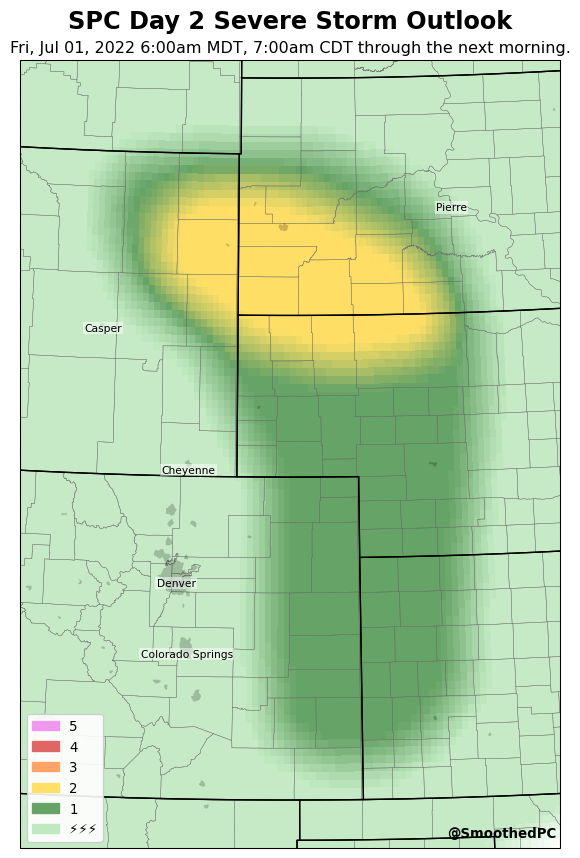 SPC Day 2 Severe Storm Outlook
Fri, Jul 01, 2022 6:00am MDT, 7:00am CDT through the next morning.
Pierre
Casper
Cheyenne
Denver
Colorado Springs
5
4
3
2
1
⚡⚡⚡
@SmoothedPC